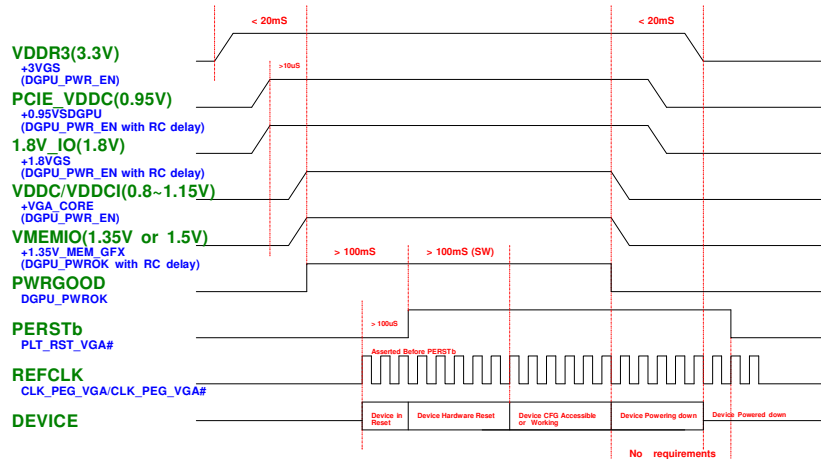 < 20mS
< 20mS
VDDR3(3.3V)
+3VGS
(DGPU_PWR_EN)
>10uS
PCIE_VDDC(0.95V)
+0.95VSDGPU
(DGPU_PWR_EN with RC delay)
1.8V_IO(1.8V)
+1.8VGS
(DGPU_PWR_EN with RC delay)
VDDC/VDDCI(0.8~1.15V)
+VGA_CORE
(DGPU_PWR_EN)
VMEMIO(1.35V or 1.5V)
+1.35V_MEM_GFX
(DGPU_PWROK with RC delay)
> 100mS
> 100mS (SW)
PWRGOOD
DGPU_PWROK
> 100uS
PERSTb
PLT_RST_VGA#
Asserted Before PERSTb
REFCLK
CLK_PEG_VGA/CLK_PEG_VGA#
DEVICE
Device in
Reset
Device Hardware Reset
Device CFG Accessible
or Working
Device Powering down
Device Powered down
No requirements